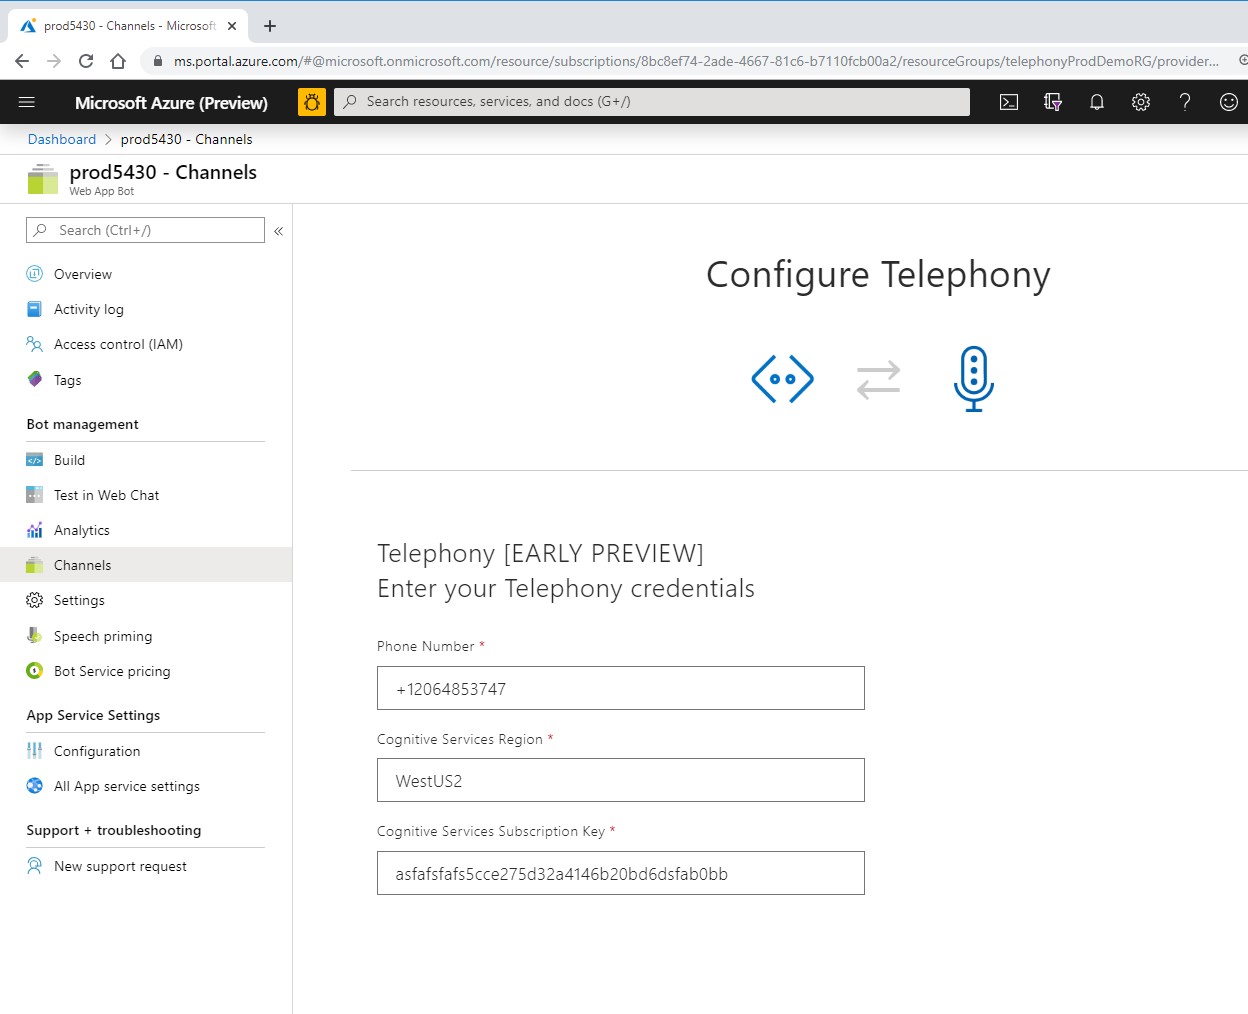 prod5430 - Channels - Microsoft
ms.portal.azure.com/#@microsoft.onmicrosoft.com/resource/subscriptions/8bc8ef74-2ade-4667-81c6-b7110fcb00a2/resourceGroups/telephonyProdDemoRG/provider...
Microsoft Azure (Preview)
Search resources, services, and docs (G+/)
Dashboard > prod5430 - Channels
prod5430 - Channels
Web App Bot
Search (Ctrl+/)
«
Overview
Activity log
Access control (IAM)
Tags
Bot management
Build
Test in Web Chat
Analytics
Channels
Settings
Speech priming
Bot Service pricing
App Service Settings
Configuration
All App service settings
Support + troubleshooting
New support request
Configure Telephony
Telephony [EARLY PREVIEW]
Enter your Telephony credentials
Phone Number *
+12064853747
Cognitive Services Region *
WestUS2
Cognitive Services Subscription Key *
asfafsfafs5cce275d32a4146b20bd6dsfab0bb